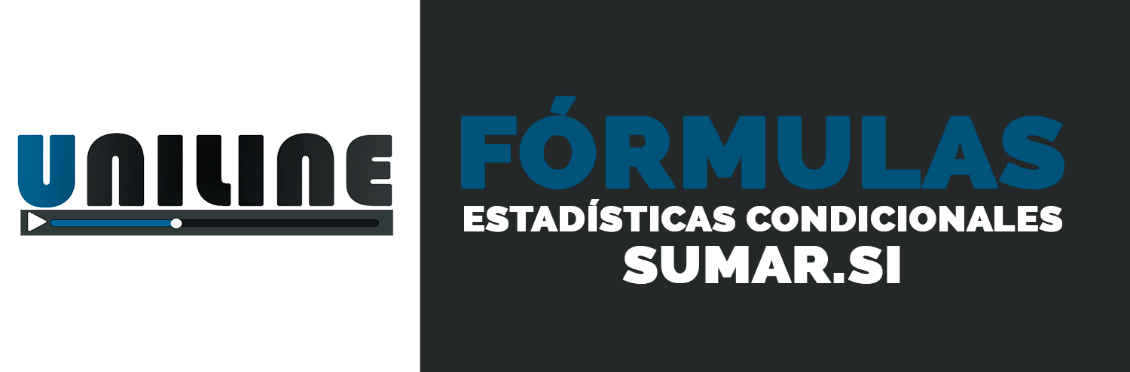 UNILINE
FÓRMULAS
ESTADÍSTICAS CONDICIONALES
SUMAR.SI